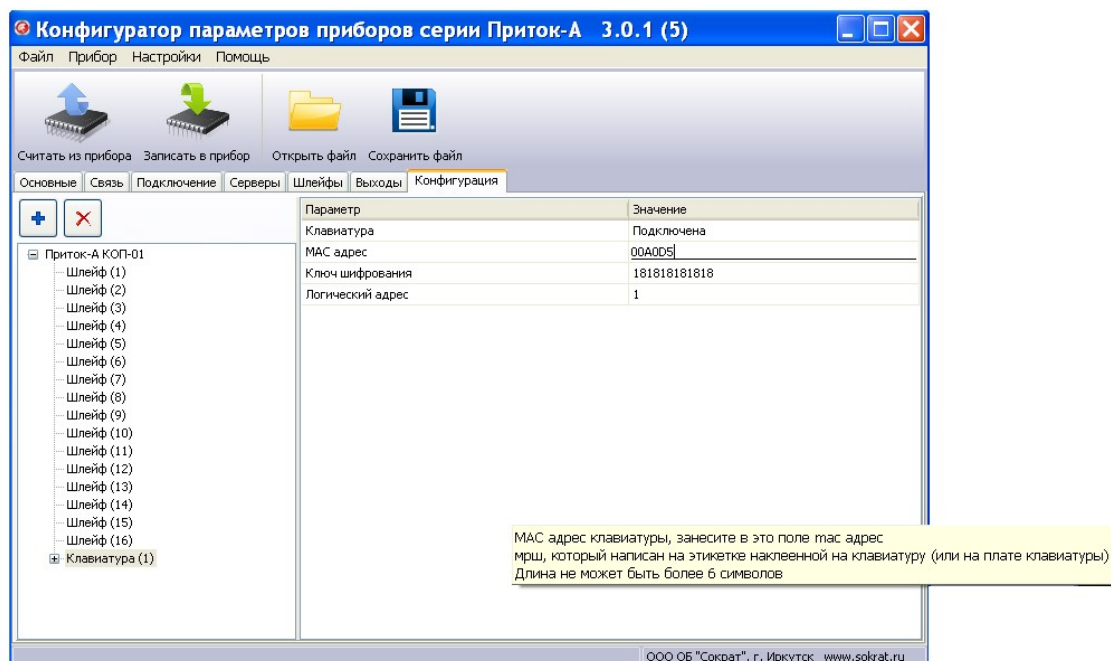 Конфигуратор параметров приборов серии Приток-А 3.0.1 (5)
Файл Прибор Настройки Помощь
Считать из прибора Записать в прибор Открыть файл Сохранить файл
Основные Связь Подключение Серверы Шлейфы Выходы Конфигурация
Параметр Значение
Клавиатура Подключена
MAC адрес 00A0D5
Ключ шифрования 181818181818
Логический адрес 1
Приток-А КОП-01
Шлейф (1)
Шлейф (2)
Шлейф (3)
Шлейф (4)
Шлейф (5)
Шлейф (6)
Шлейф (7)
Шлейф (8)
Шлейф (9)
Шлейф (10)
Шлейф (11)
Шлейф (12)
Шлейф (13)
Шлейф (14)
Шлейф (15)
Шлейф (16)
Клавиатура (1)
MAC адрес клавиатуры, занесите в это поле mac адрес
мрш, который написан на этикетке наклеенной на клавиатуру (или на плате клавиатуры)
Длина не может быть более 6 символов
ООО ОБ "Сократ", г. Иркутск www.sokrat.ru